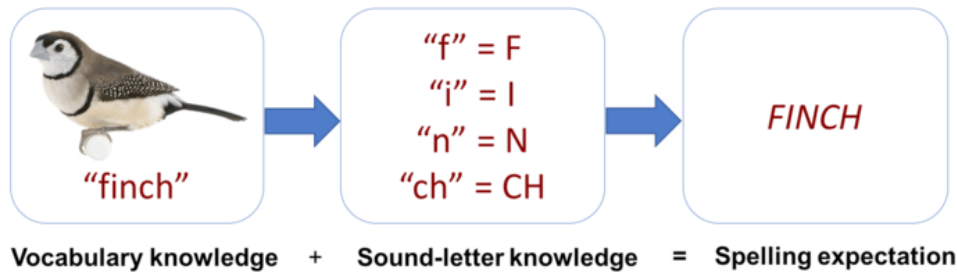 “finch”
“f” = F
“i” = I
“n” = N
“ch” = CH
FINCH
Vocabulary knowledge + Sound-letter knowledge = Spelling expectation